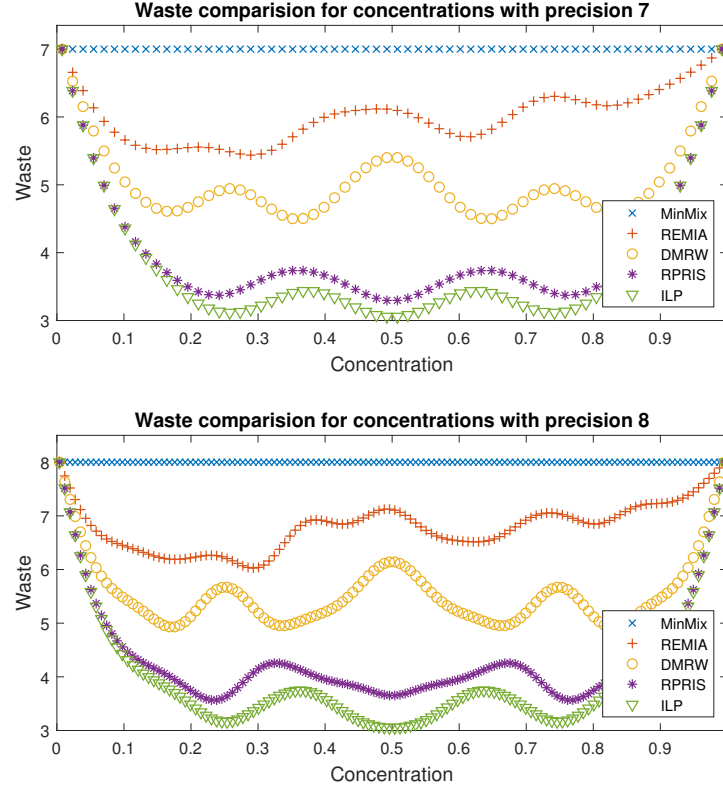 Waste comparision for concentrations with precision 7
7
6
5
4
3
Waste
0 0.1 0.2 0.3 0.4 0.5 0.6 0.7 0.8 0.9
Concentration
MinMix
REMIA
DMRW
RPRIS
ILP
Waste comparision for concentrations with precision 8
8
7
6
5
4
3
Waste
0 0.1 0.2 0.3 0.4 0.5 0.6 0.7 0.8 0.9
Concentration
MinMix
REMIA
DMRW
RPRIS
ILP